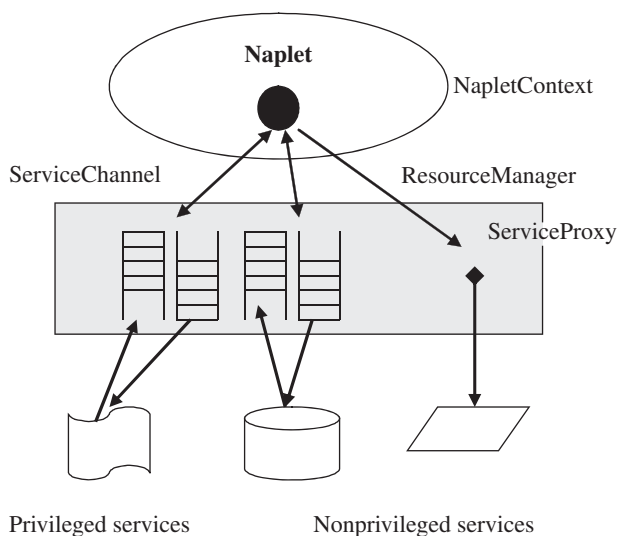 Naplet
NapletContext
ServiceChannel
ResourceManager
ServiceProxy
Privileged services
Nonprivileged services